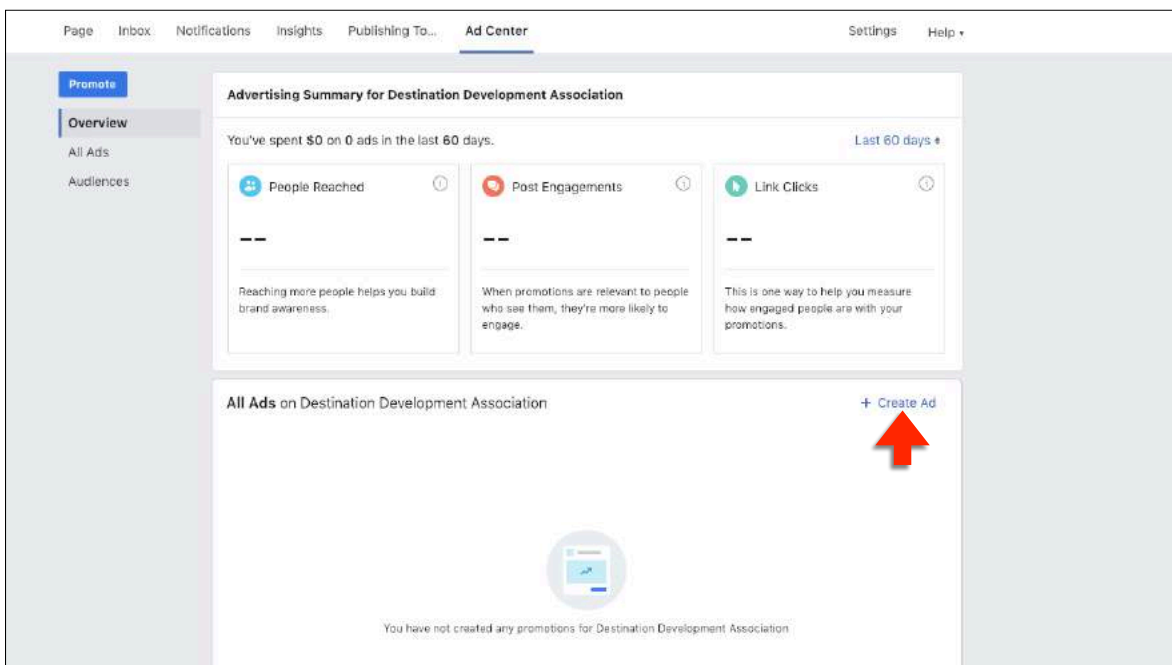 Page Inbox Notifications Insights Publishing To... Ad Center Settings Help
Promote
Overview
All Ads
Audiences
Advertising Summary for Destination Development Association
You've spent $0 on 0 ads in the last 60 days. Last 60 days
People Reached
--
Reaching more people helps you build
brand awareness.
Post Engagements
--
When promotions are relevant to people
who see them, they're more likely to
engage.
Link Clicks
--
This is one way to help you measure
how engaged people are with your
promotions.
All Ads on Destination Development Association + Create Ad
You have not created any promotions for Destination Development Association